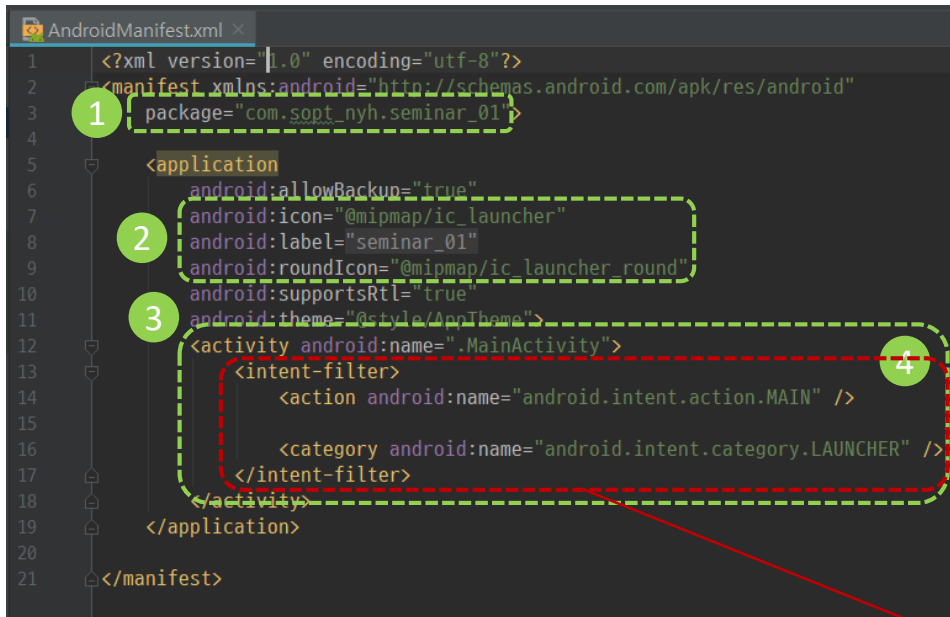 AndroidManifest.xml
1 <?xml version="1.0" encoding="utf-8"?>
2 <manifest xmlns:android="http://schemas.android.com/apk/res/android"
1
3 package="com.sopt_nyh.seminar_01">
4
5 <application
6 android:allowBackup="true"
7 android:icon="@mipmap/ic_launcher"
2
8 android:label="seminar_01"
9 android:roundIcon="@mipmap/ic_launcher_round"
10 android:supportsRtl="true"
3
11 android:theme="@style/AppTheme">
12 <activity android:name=".MainActivity">
4
13 <intent-filter>
14 <action android:name="android.intent.action.MAIN" />
15
16 <category android:name="android.intent.category.LAUNCHER" />
17 </intent-filter>
18 </activity>
19 </application>
20
21 </manifest>